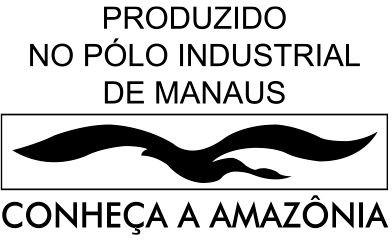 PRODUZIDO
NO PÓLO INDUSTRIAL
DE MANAUS
CONHEÇA A AMAZÔNIA